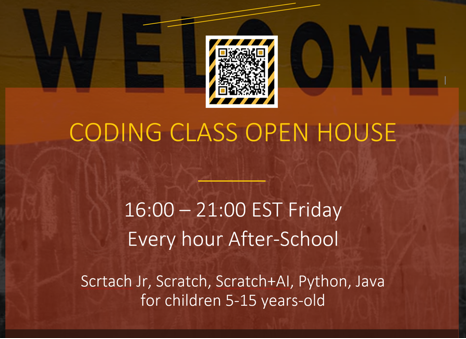 WELCOME
CODING CLASS OPEN HOUSE
16:00 – 21:00 EST Friday
Every hour After-School
Scrtach Jr, Scratch, Scratch+AI, Python, Java
for children 5-15 years-old